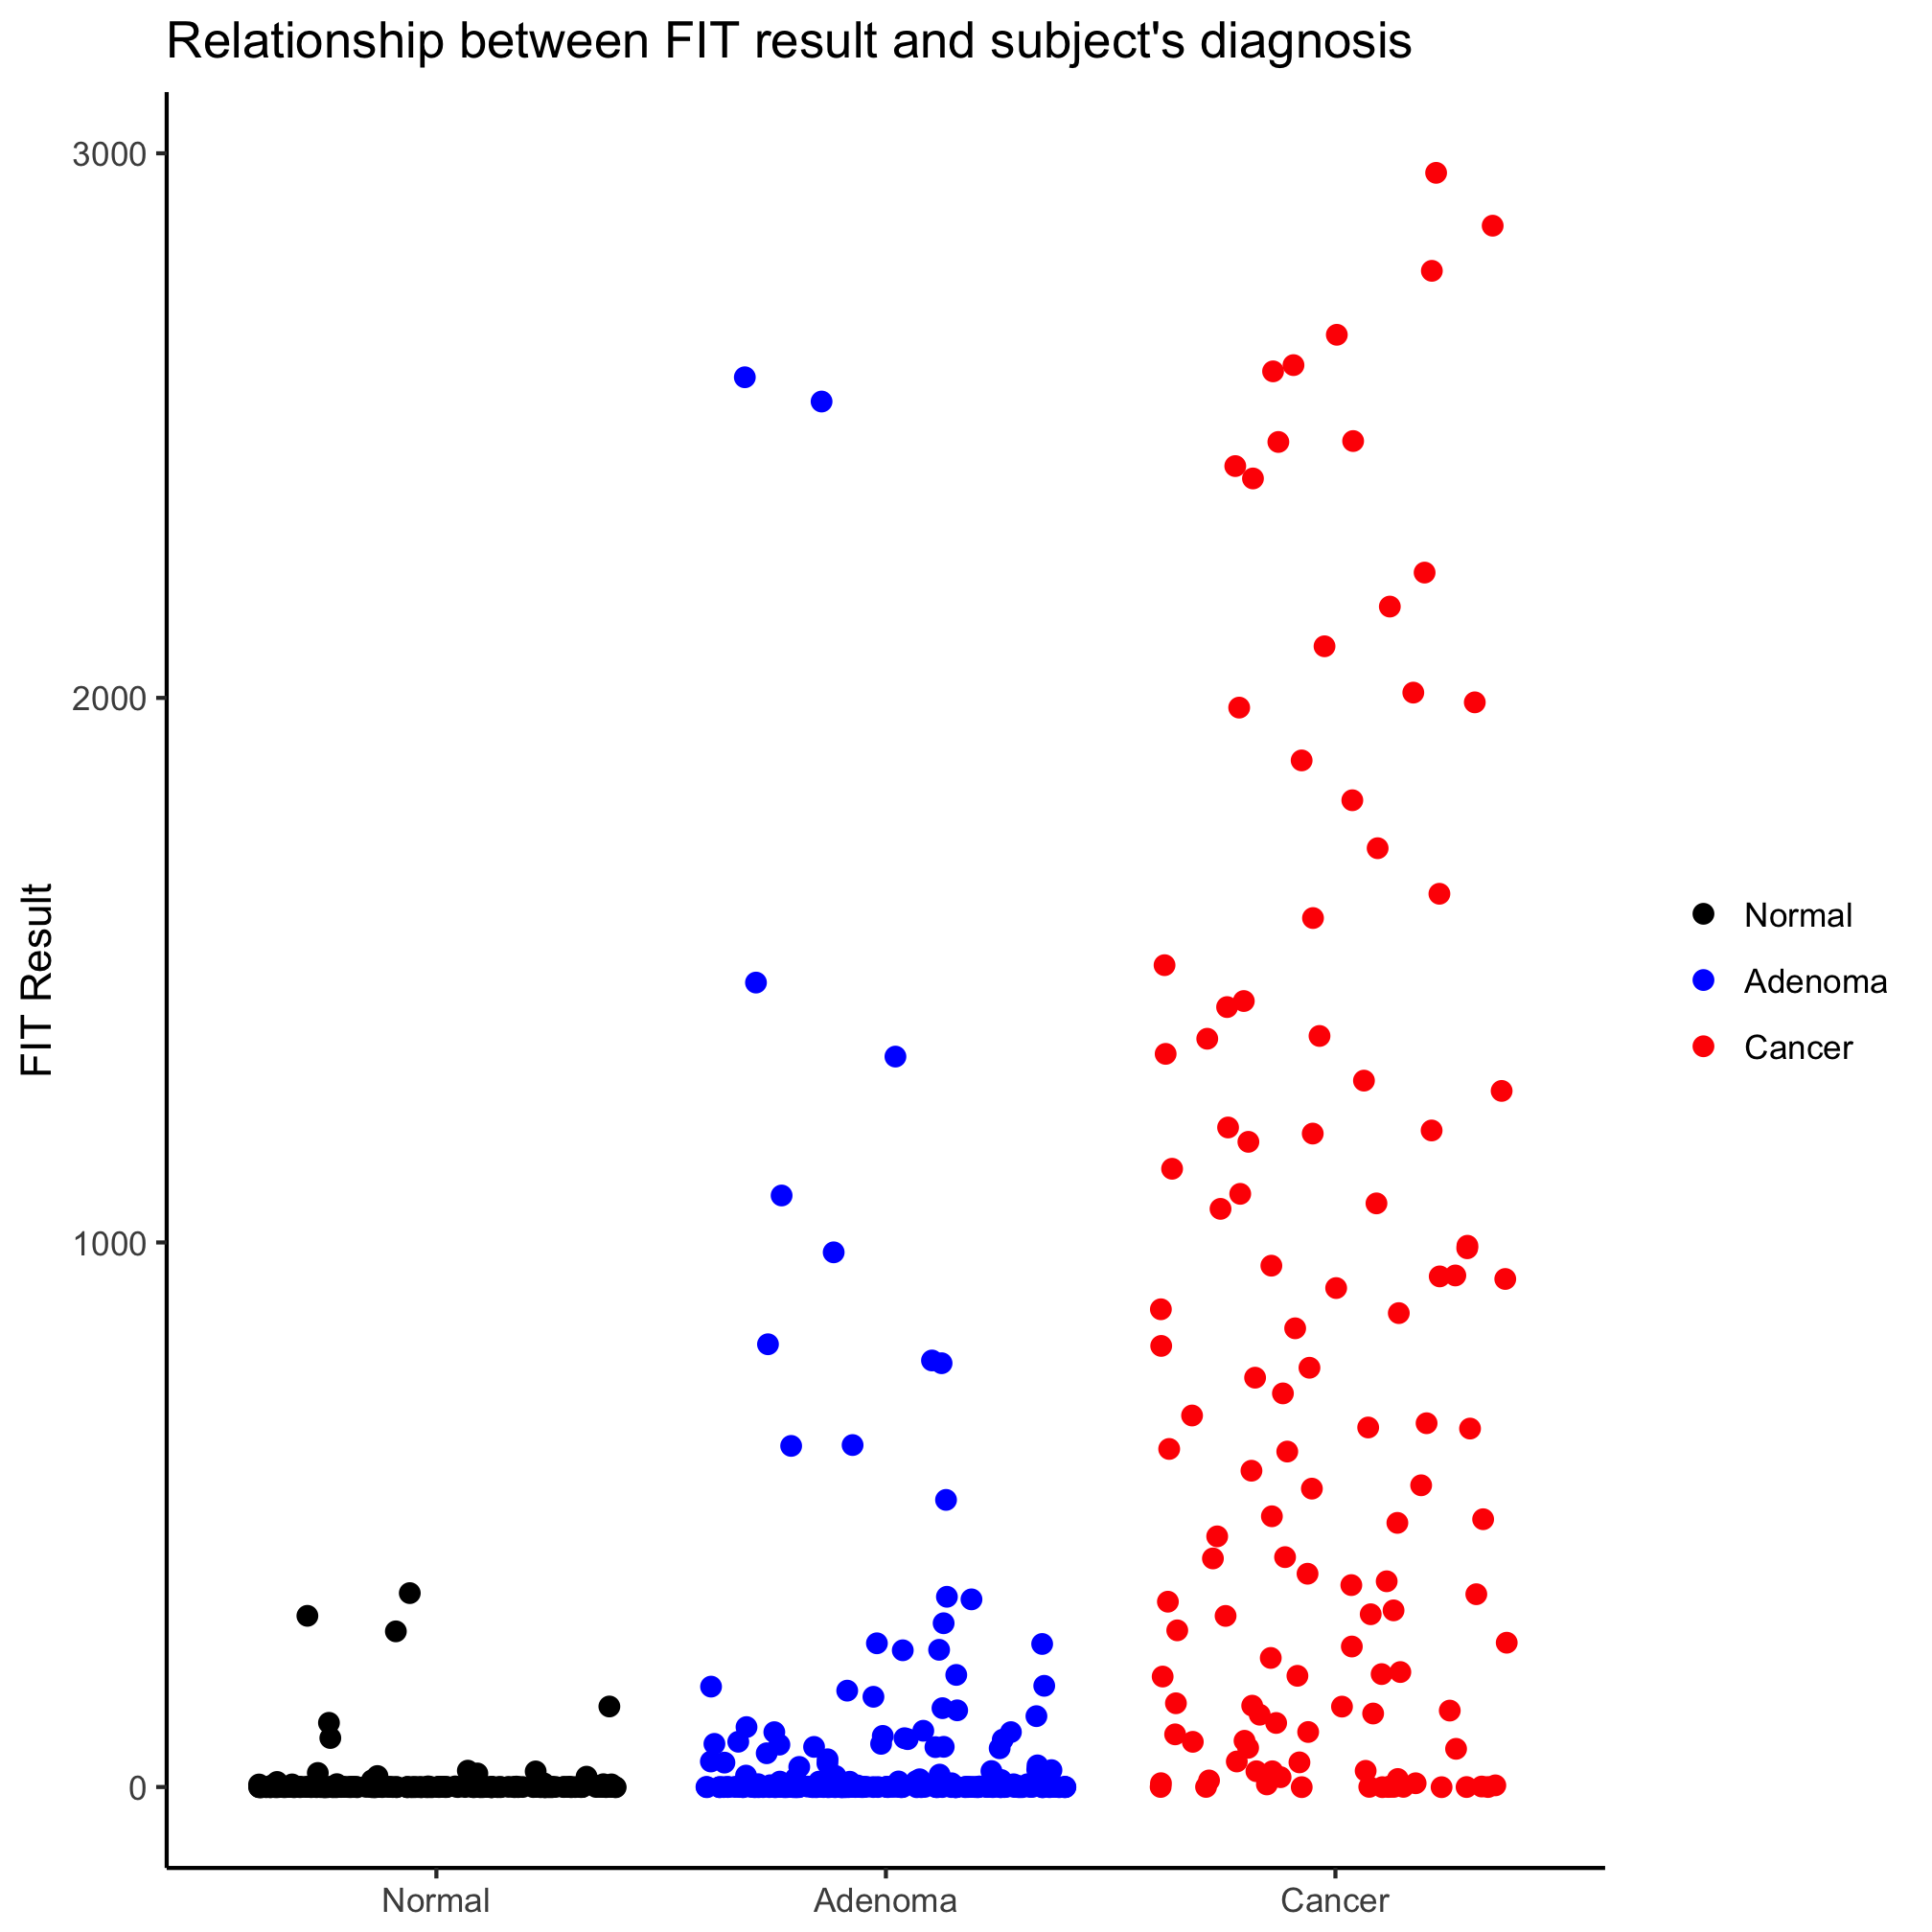 Relationship between FIT result and subject's diagnosis
3000
2000
1000
0
FIT Result
Normal
Adenoma
Cancer
Normal
Adenoma
Cancer